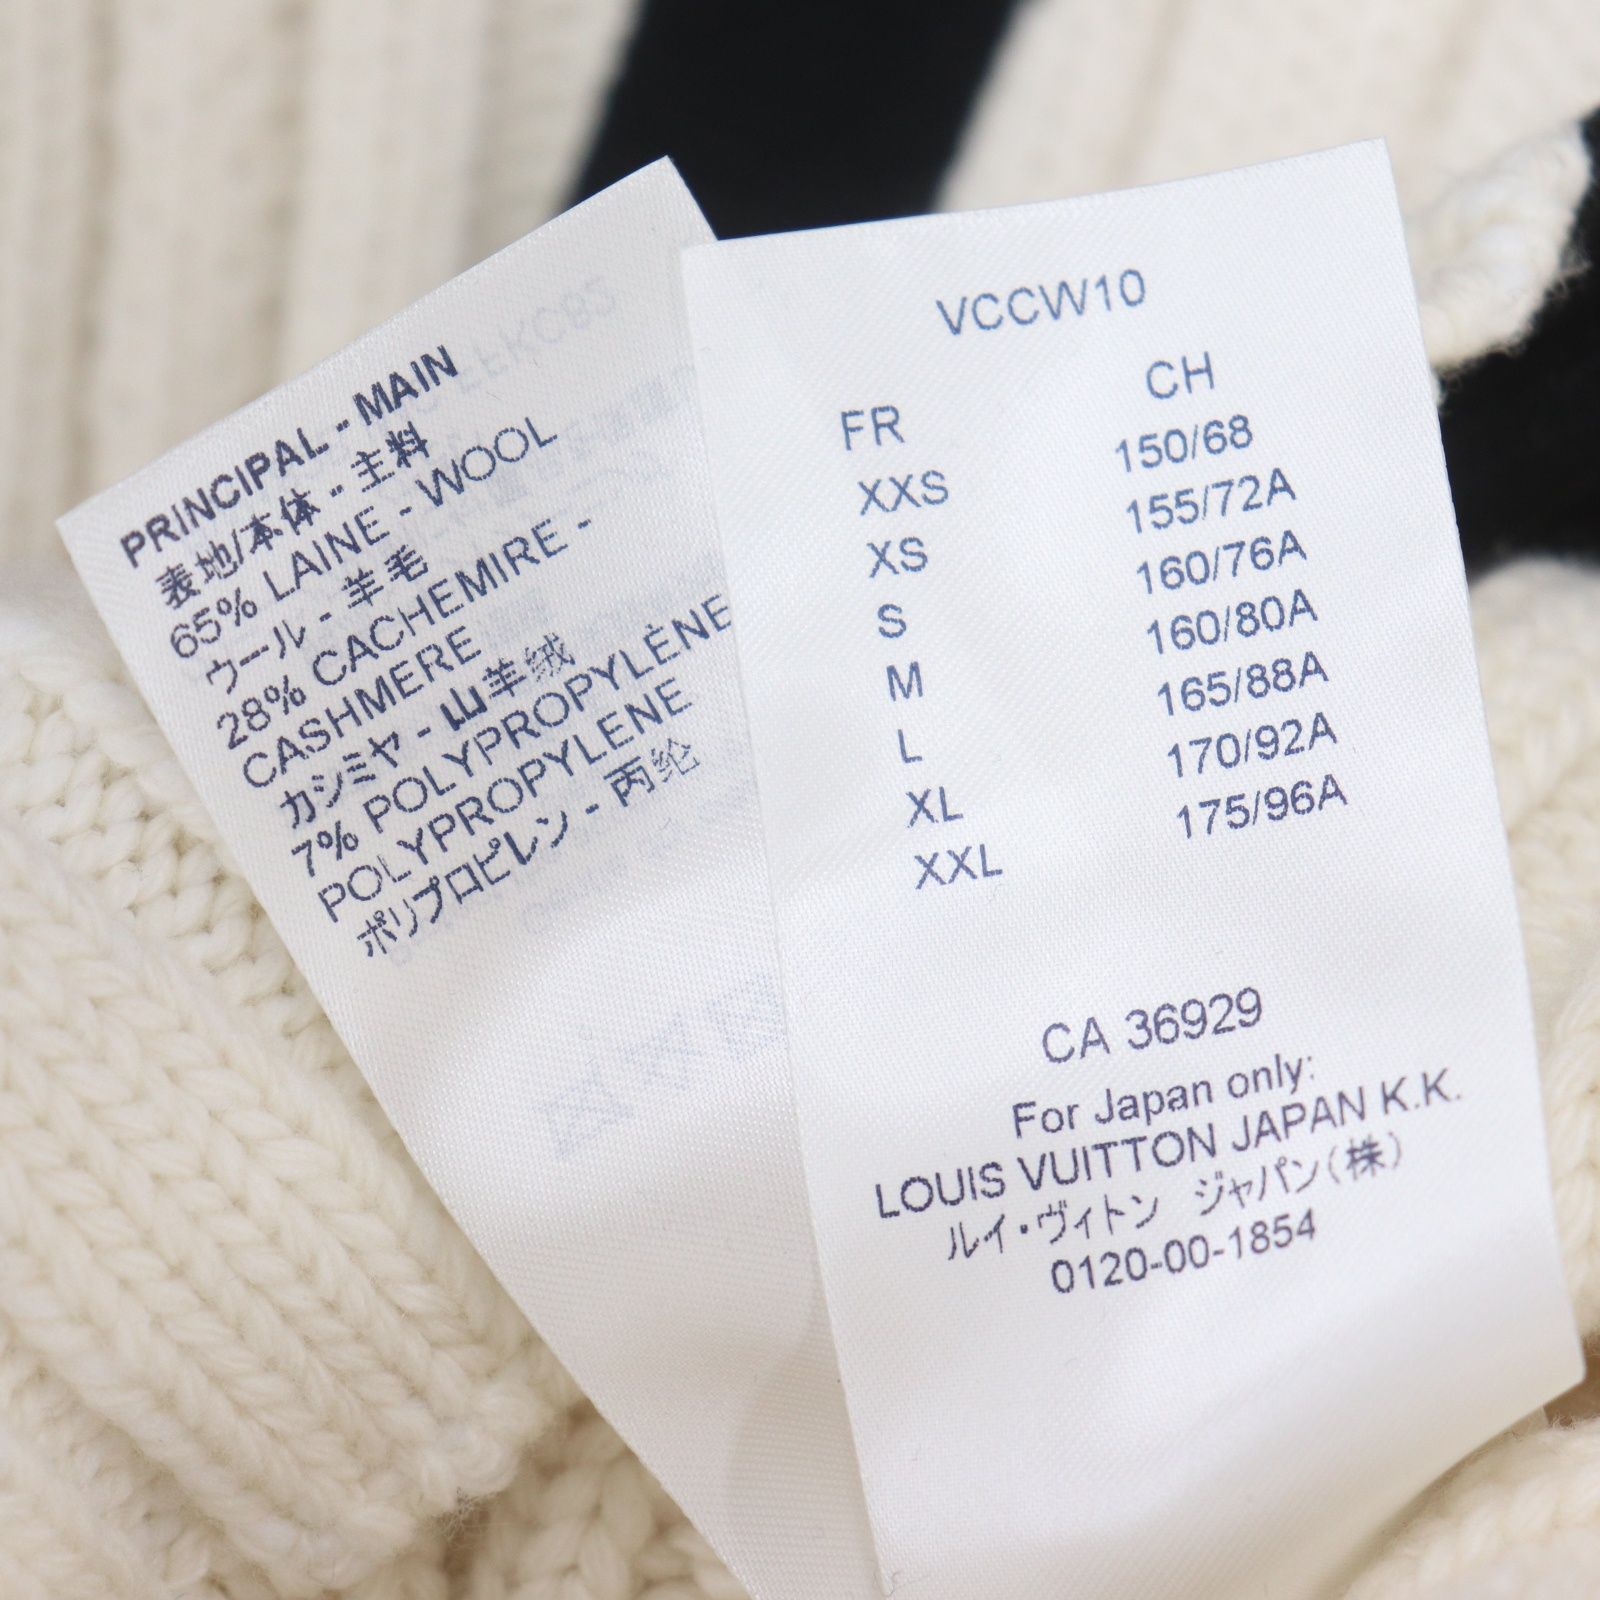 PRINCIPAL - MAIN
表地/本体 - 主料
65% LAINE - WOOL
ウール - 羊毛
28% CACHEMIRE -
CASHMERE
カシミヤ - 山羊绒
7% POLYPROPYLÈNE
POLYPROPYLENE
ポリプロピレン - 丙纶
VCCW10
FR CH
XXS 150/68
XS 155/72A
S 160/76A
M 160/80A
L 165/88A
XL 170/92A
XXL 175/96A
CA 36929
For Japan only:
LOUIS VUITTON JAPAN K.K.
ルイ・ヴィトン ジャパン(株)
0120-00-1854